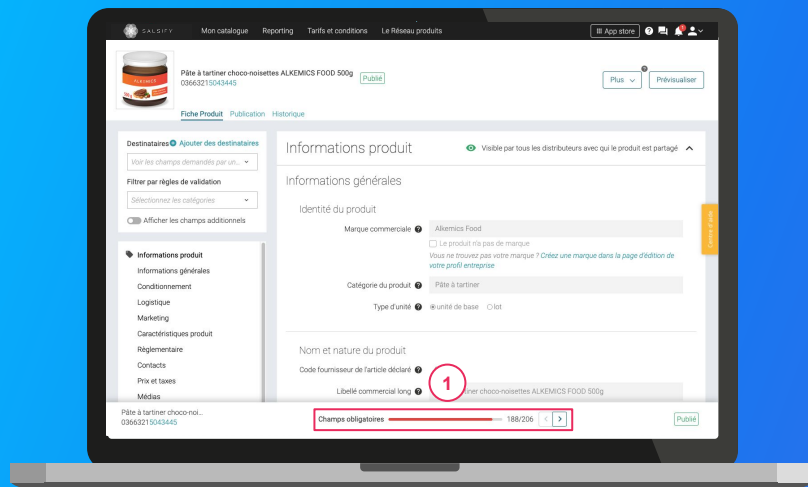 SALSIFY
Mon catalogue Reporting Tarifs et conditions Le Réseau produits
App store
Pâte à tartiner choco-noisettes ALKEMICS FOOD 500g
03663215043445
Publié
Plus
Prévisualiser
ALKEMICS
Fiche Produit Publication Historique
Destinataires Ajouter des destinataires
Voir les champs demandés par un...
Filtrer par règles de validation
Sélectionnez les catégories
Afficher les champs additionnels
Informations produit
Informations générales
Conditionnement
Logistique
Marketing
Caractéristiques produit
Règlementaire
Contacts
Prix et taxes
Médias
Informations produit
Visible par tous les distributeurs avec qui le produit est partagé
Informations générales
Identité du produit
Marque commerciale
Alkemics Food
Le produit n'a pas de marque
Vous ne trouvez pas votre marque ? Créez une marque dans la page d'édition de
votre profil entreprise
Catégorie du produit
Pâte à tartiner
Type d'unité
unité de base lot
Nom et nature du produit
Code fournisseur de l'article déclaré
Libellé commercial long
tiner choco-noisettes ALKEMICS FOOD 500g
1
Centre d'aide
Pâte à tartiner choco-noi...
03663215043445
Champs obligatoires
188/206
Publié